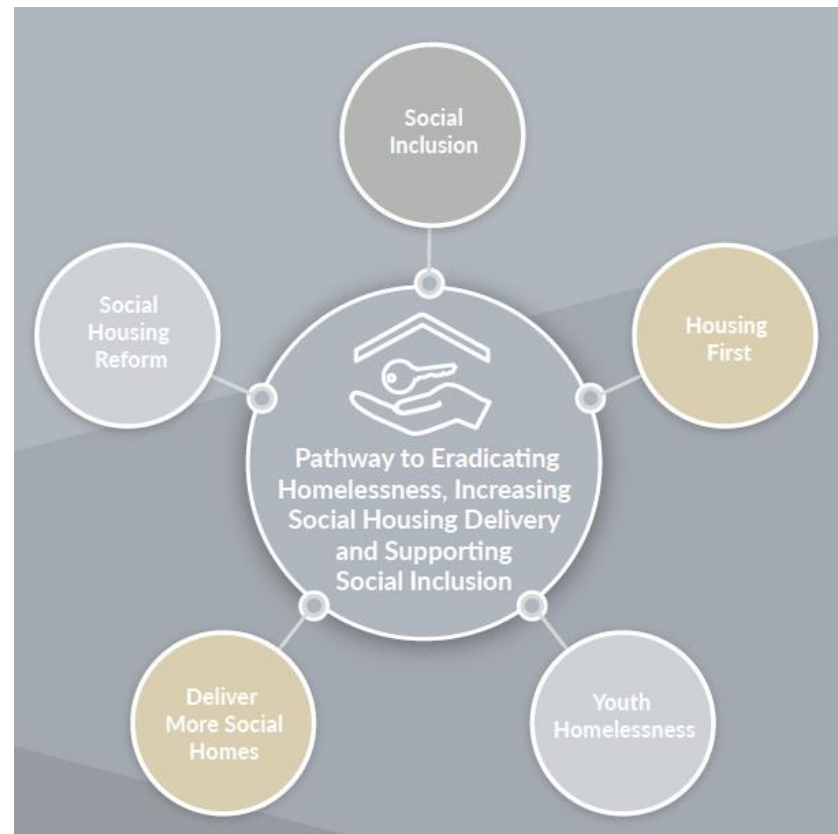 Social
Inclusion
Housing
First
Social
Housing
Reform
Pathway to Eradicating
Homelessness, Increasing
Social Housing Delivery
and Supporting
Social Inclusion
Deliver
More Social
Homes
Youth
Homelessness